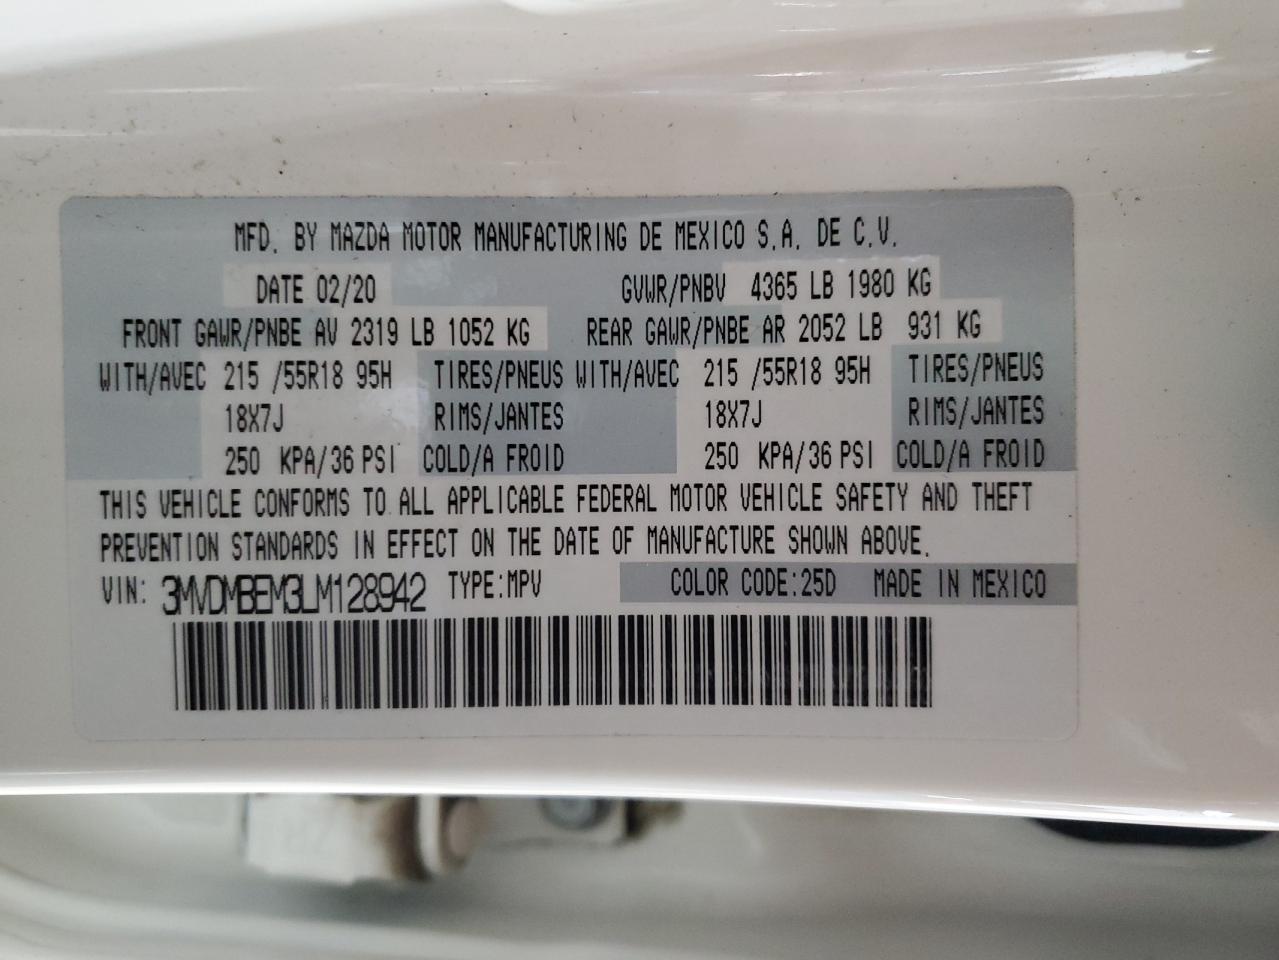 MFD. BY MAZDA MOTOR MANUFACTURING DE MEXICO S.A. DE C.V.
DATE 02/20 GVWR/PNBV 4365 LB 1980 KG
FRONT GAWR/PNBE AV 2319 LB 1052 KG REAR GAWR/PNBE AR 2052 LB 931 KG
WITH/AVEC 215 /55R18 95H TIRES/PNEUS WITH/AVEC 215 /55R18 95H TIRES/PNEUS
18X7J RIMS/JANTES 18X7J RIMS/JANTES
250 KPA/36 PSI COLD/A FROID 250 KPA/36 PSI COLD/A FROID
THIS VEHICLE CONFORMS TO ALL APPLICABLE FEDERAL MOTOR VEHICLE SAFETY AND THEFT
PREVENTION STANDARDS IN EFFECT ON THE DATE OF MANUFACTURE SHOWN ABOVE.
VIN: 3MVDMBEM3LM128942 TYPE:MPV COLOR CODE:25D MADE IN MEXICO